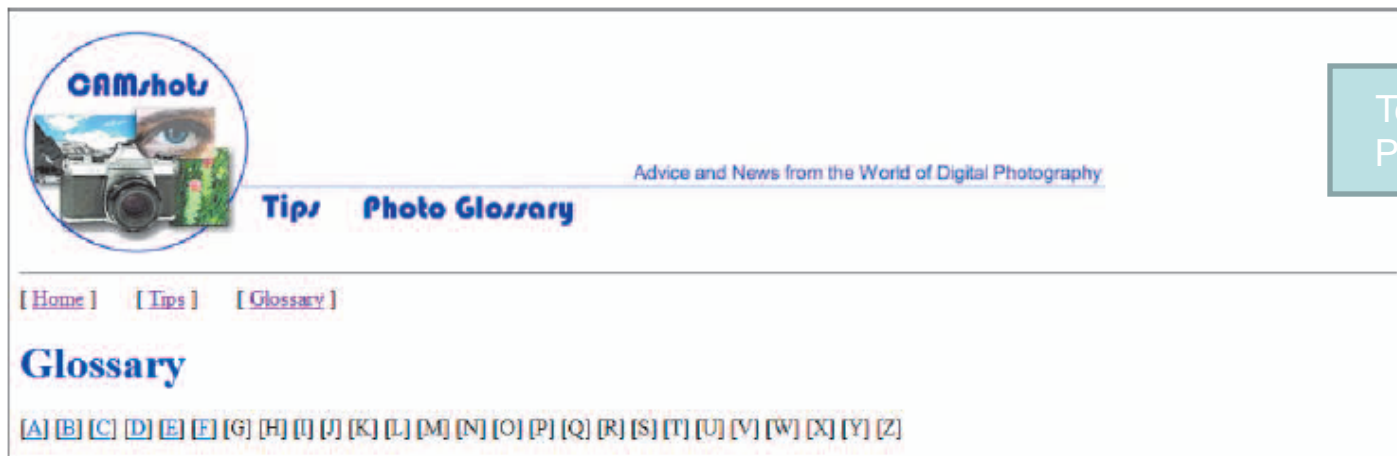 CAMshots
Advice and News from the World of Digital Photography
Tips Photo Glossary
[ Home ] [ Tips ] [ Glossary ]
Glossary
[A] [B] [C] [D] [E] [F] [G] [H] [I] [J] [K] [L] [M] [N] [O] [P] [Q] [R] [S] [T] [U] [V] [W] [X] [Y] [Z]